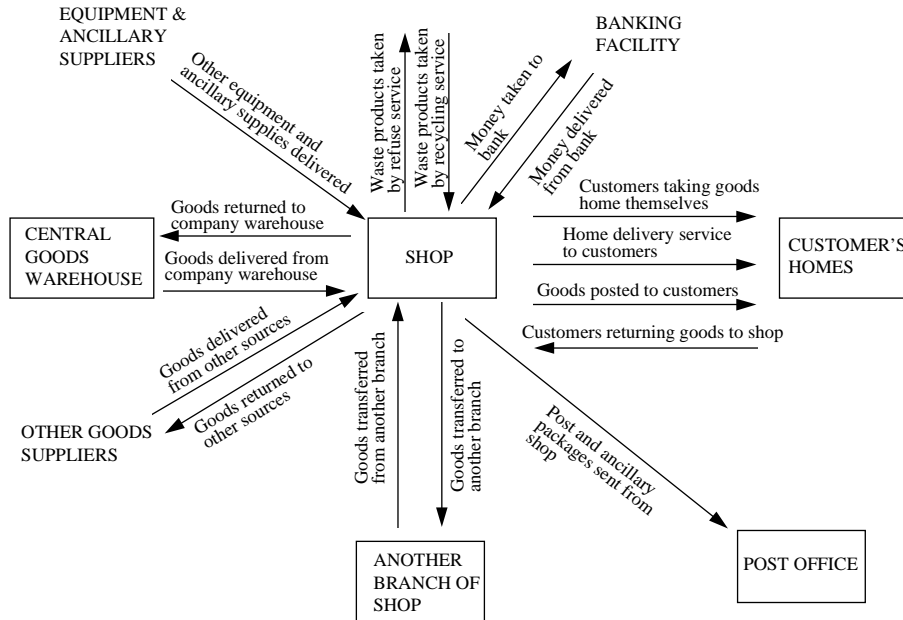 EQUIPMENT &
ANCILLARY
SUPPLIERS
Other equipment and
ancillary supplies delivered
Waste products taken
by refuse service
Waste products taken
by recycling service
Money taken to
bank
BANKING
FACILITY
Money delivered
from bank
CENTRAL
GOODS
WAREHOUSE
Goods returned to
company warehouse
Goods delivered from
company warehouse
SHOP
Customers taking goods
home themselves
Home delivery service
to customers
Goods posted to customers
Customers returning goods to shop
CUSTOMER'S
HOMES
Goods delivered
from other sources
Goods returned to
other sources
OTHER GOODS
SUPPLIERS
Goods transferred
from another branch
Goods transferred to
another branch
Post and ancillary
packages sent from
shop
ANOTHER
BRANCH OF
SHOP
POST OFFICE